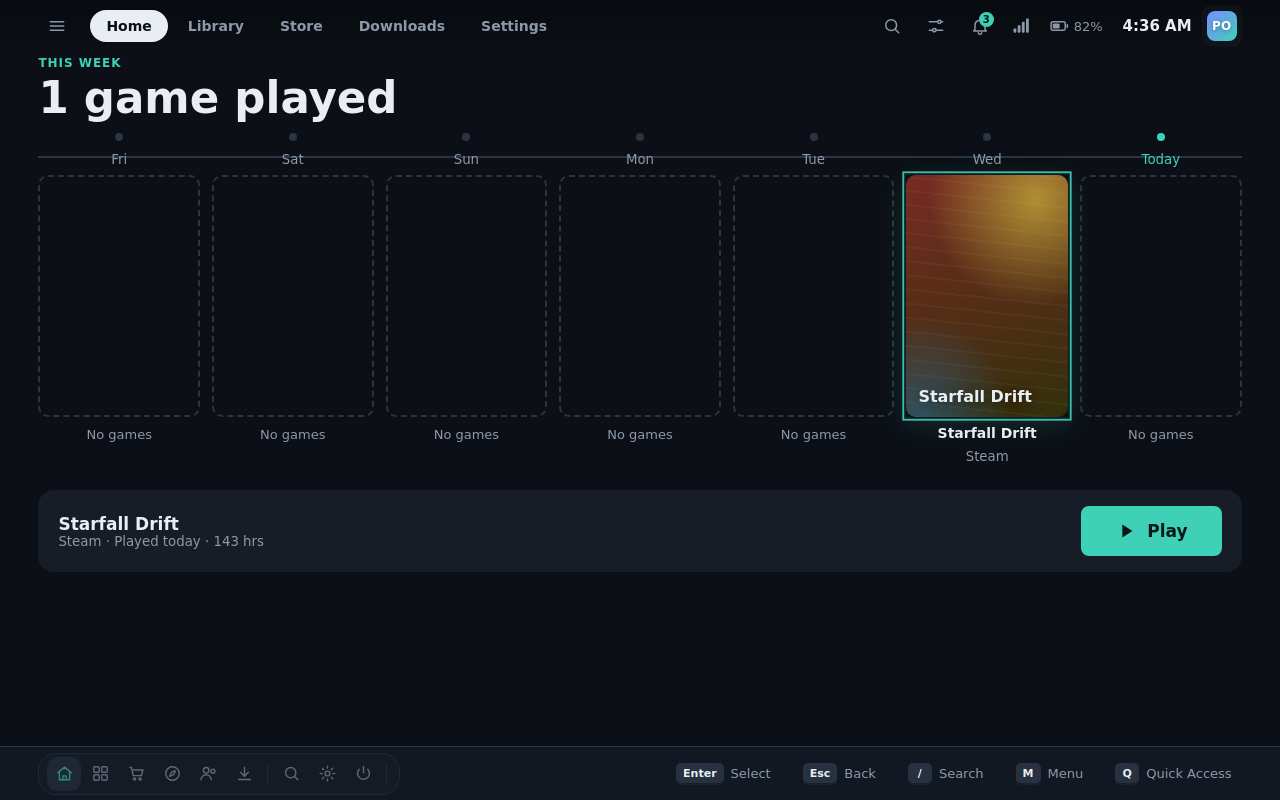 Home Library Store Downloads Settings 3 82% 4:36 AM PO
THIS WEEK
1 game played
Fri Sat Sun Mon Tue Wed Today
Starfall Drift
No games No games No games No games No games Starfall Drift No games
Steam
Starfall Drift
Steam · Played today · 143 hrs
Play
Enter Select Esc Back / Search M Menu Q Quick Access